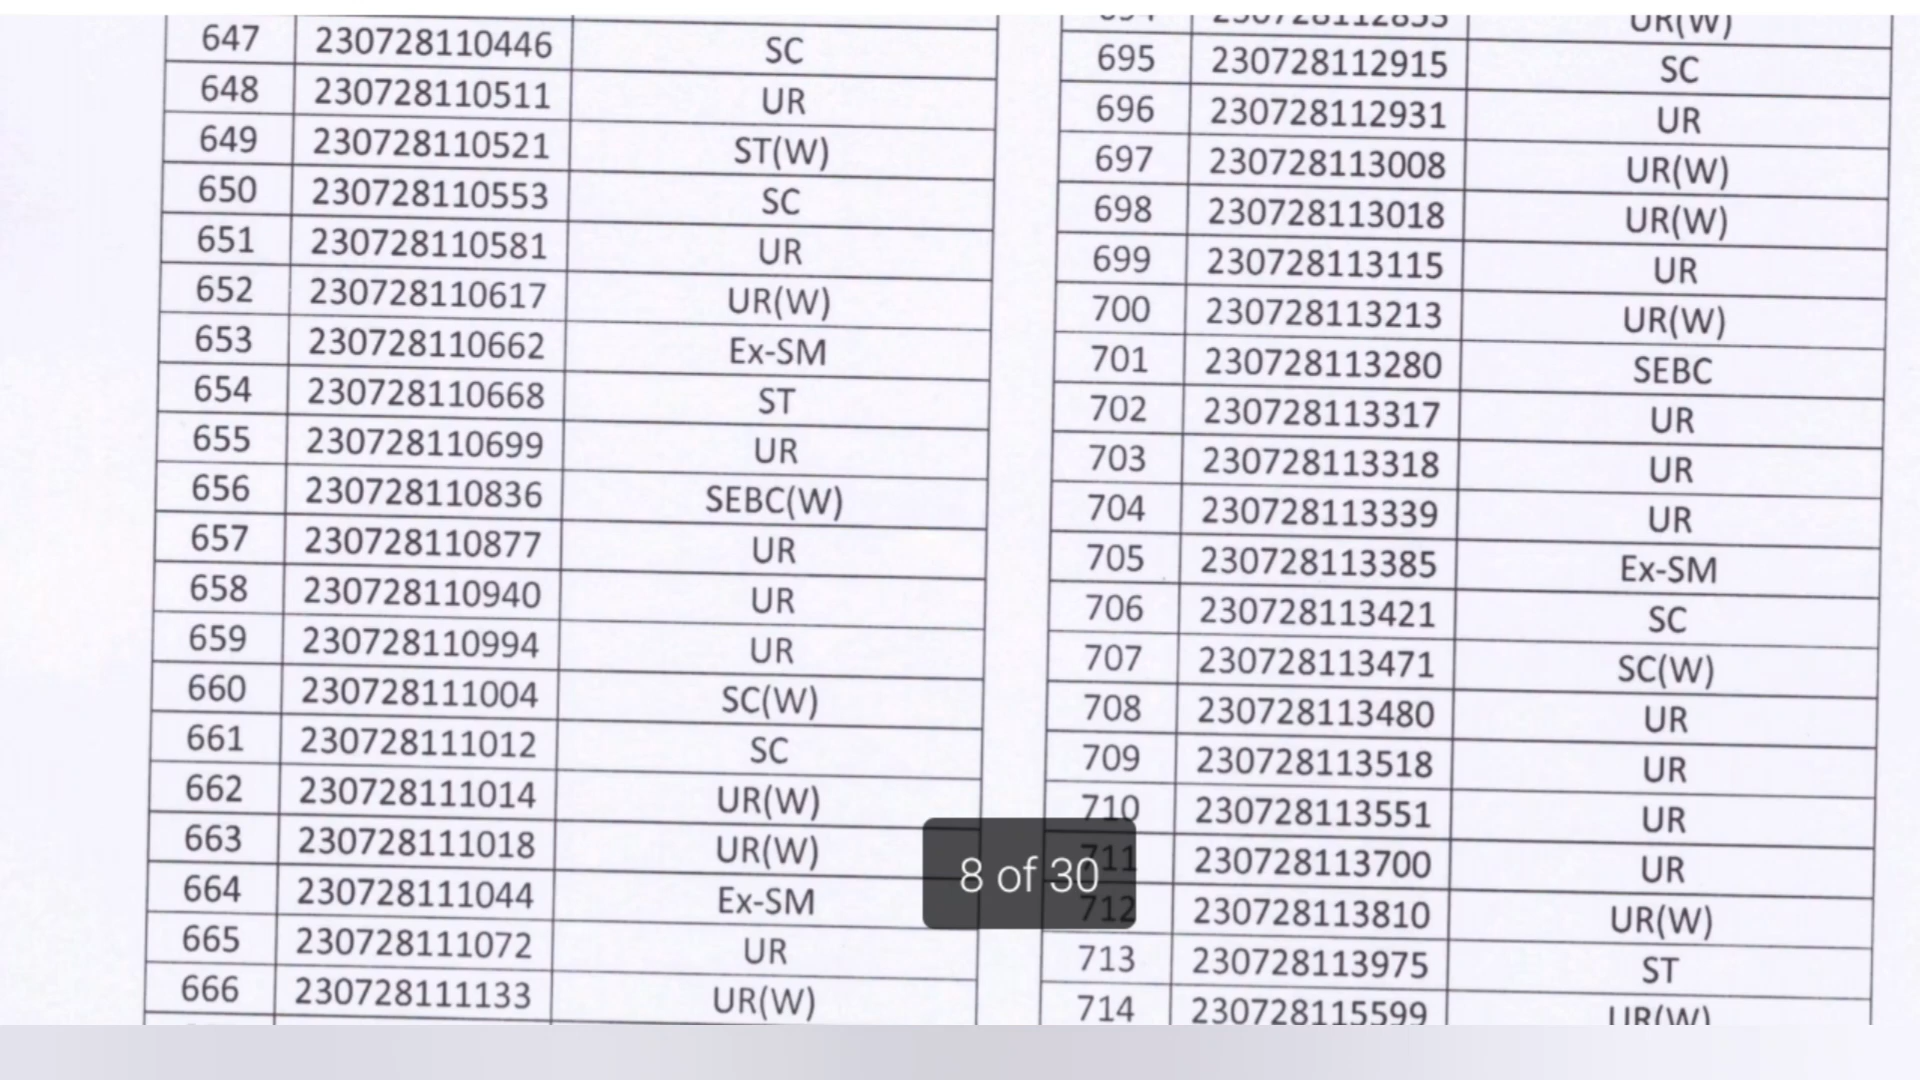 647 230728110446 SC
648 230728110511 UR
649 230728110521 ST(W)
650 230728110553 SC
651 230728110581 UR
652 230728110617 UR(W)
653 230728110662 Ex-SM
654 230728110668 ST
655 230728110699 UR
656 230728110836 SEBC(W)
657 230728110877 UR
658 230728110940 UR
659 230728110994 UR
660 230728111004 SC(W)
661 230728111012 SC
662 230728111014 UR(W)
663 230728111018 UR(W)
664 230728111044 Ex-SM
665 230728111072 UR
666 230728111133 UR(W)
694 230728112853 UR(W)
695 230728112915 SC
696 230728112931 UR
697 230728113008 UR(W)
698 230728113018 UR(W)
699 230728113115 UR
700 230728113213 UR(W)
701 230728113280 SEBC
702 230728113317 UR
703 230728113318 UR
704 230728113339 UR
705 230728113385 Ex-SM
706 230728113421 SC
707 230728113471 SC(W)
708 230728113480 UR
709 230728113518 UR
710 230728113551 UR
711 230728113700 UR
712 230728113810 UR(W)
713 230728113975 ST
714 230728115599 UR(W)
8 of 30